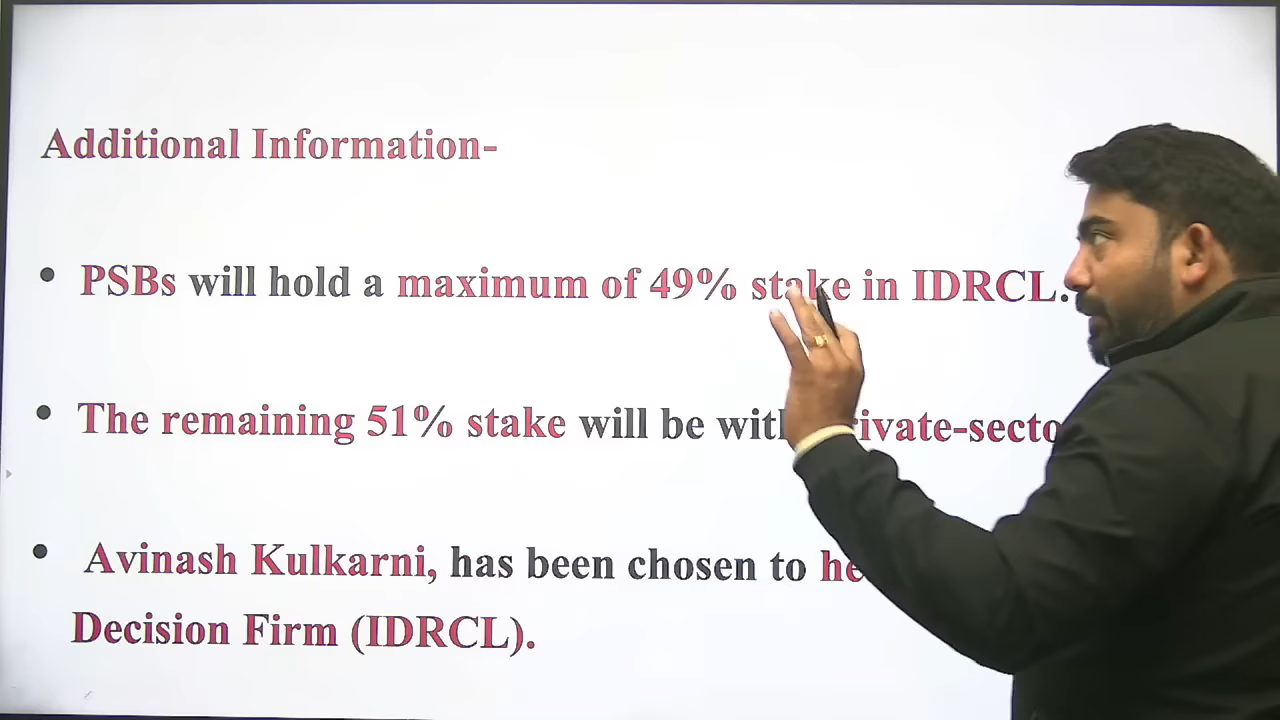 Additional Information-
• PSBs will hold a maximum of 49% stake in IDRCL.
• The remaining 51% stake will be with
• Avinash Kulkarni, has been chosen to
Decision Firm (IDRCL).